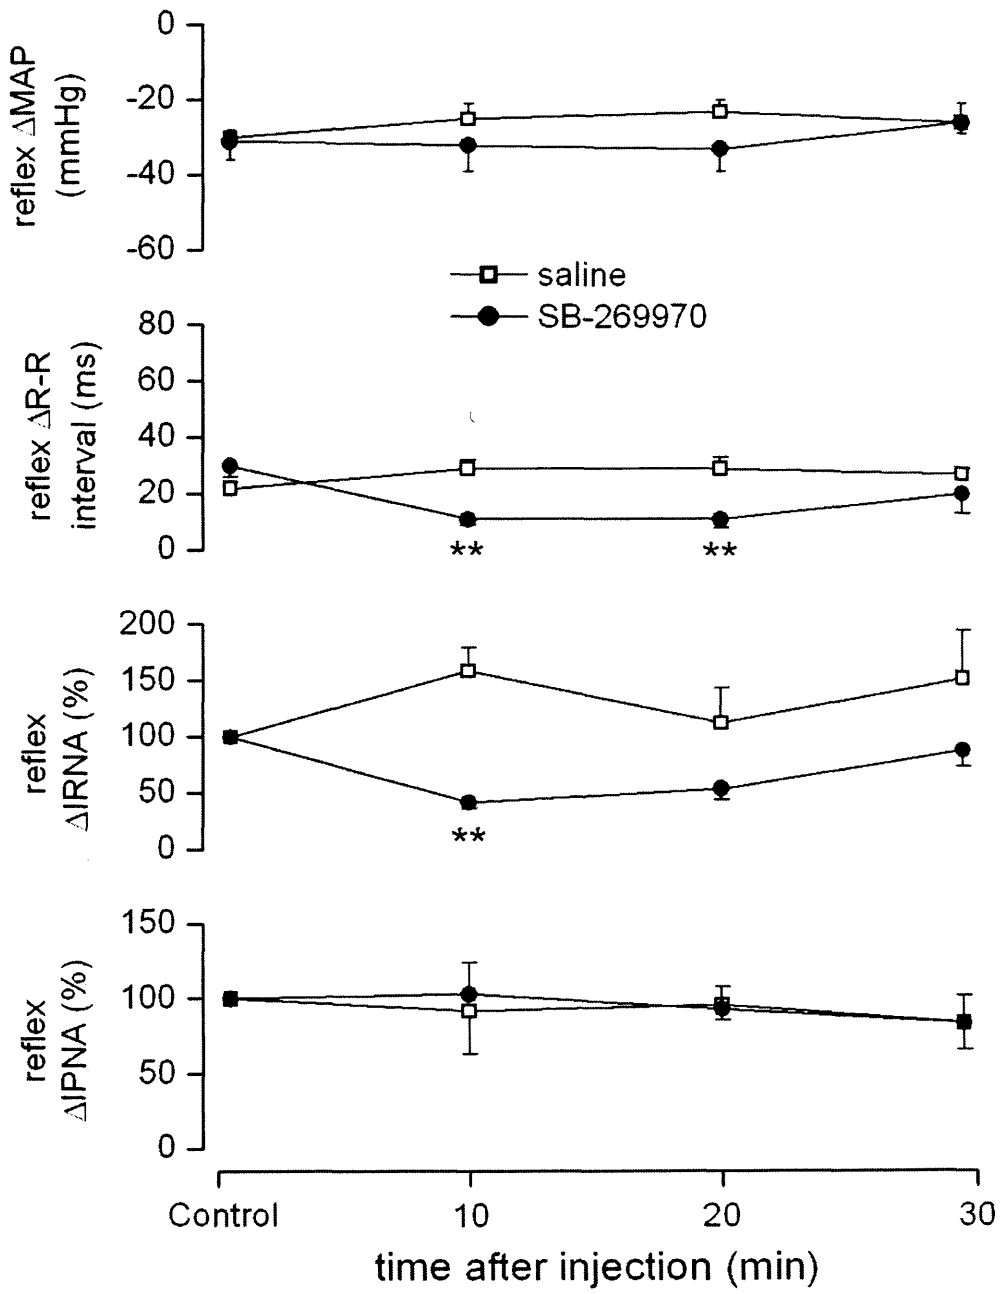 reflex ΔMAP
(mmHg)
0
-20
-40
-60
saline
SB-269970
reflex ΔR-R
interval (ms)
80
60
40
20
0
**
**
reflex
ΔIRNA (%)
200
150
100
50
0
**
reflex
ΔIPNA (%)
150
100
50
0
Control
10
20
30
time after injection (min)